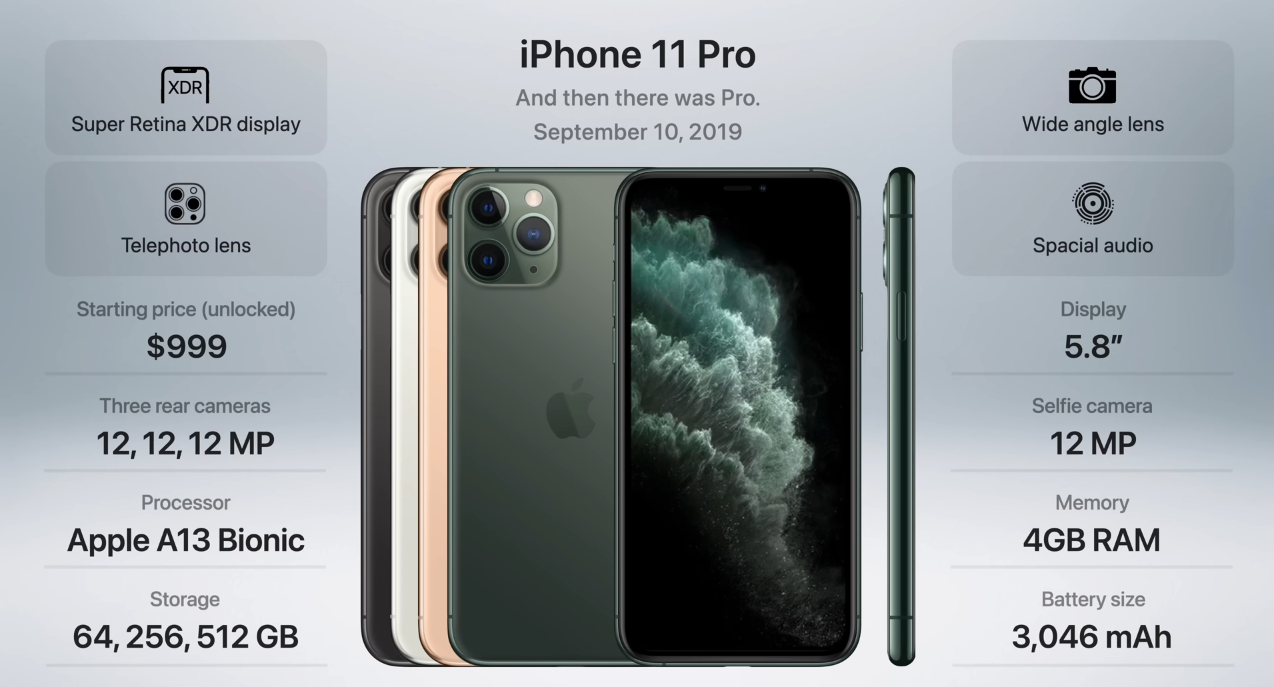 iPhone 11 Pro
And then there was Pro.
September 10, 2019
XDR
Super Retina XDR display
Telephoto lens
Starting price (unlocked)
$999
Three rear cameras
12, 12, 12 MP
Processor
Apple A13 Bionic
Storage
64, 256, 512 GB
Wide angle lens
Spacial audio
Display
5.8″
Selfie camera
12 MP
Memory
4GB RAM
Battery size
3,046 mAh